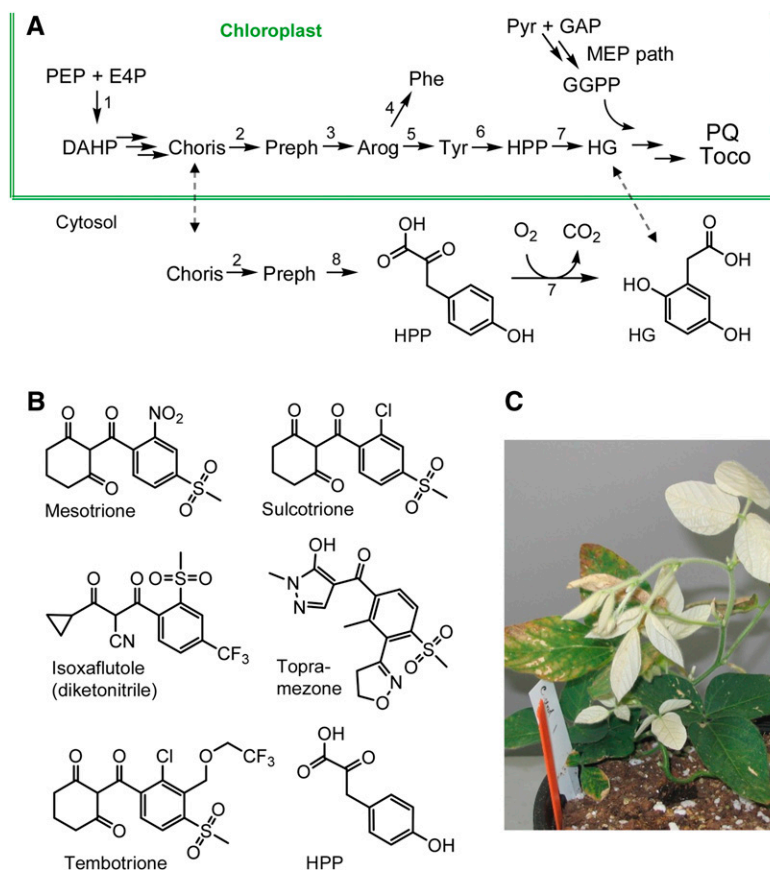 A
Chloroplast
Pyr + GAP
MEP path
GGPP
PEP + E4P
1
Phe
4
DAHP Choris 2 Preph 3 Arog 5 Tyr 6 HPP 7 HG
PQ
Toco
Cytosol
Choris 2 Preph 8
OH
O
O
OH
HPP
O2 CO2
7
O
OH
HO
OH
HG
B
O O NO2
O
O
S
O
Mesotrione
O O Cl
O
O
S
O
Sulcotrione
O O
O
S
O
CN
CF3
Isoxaflutole
(diketonitrile)
OH
O
N
N
O
S
O
N
O
Topra-
mezone
O O Cl
O
CF3
O
O
S
O
Tembotrione
OH
O
O
OH
HPP
C